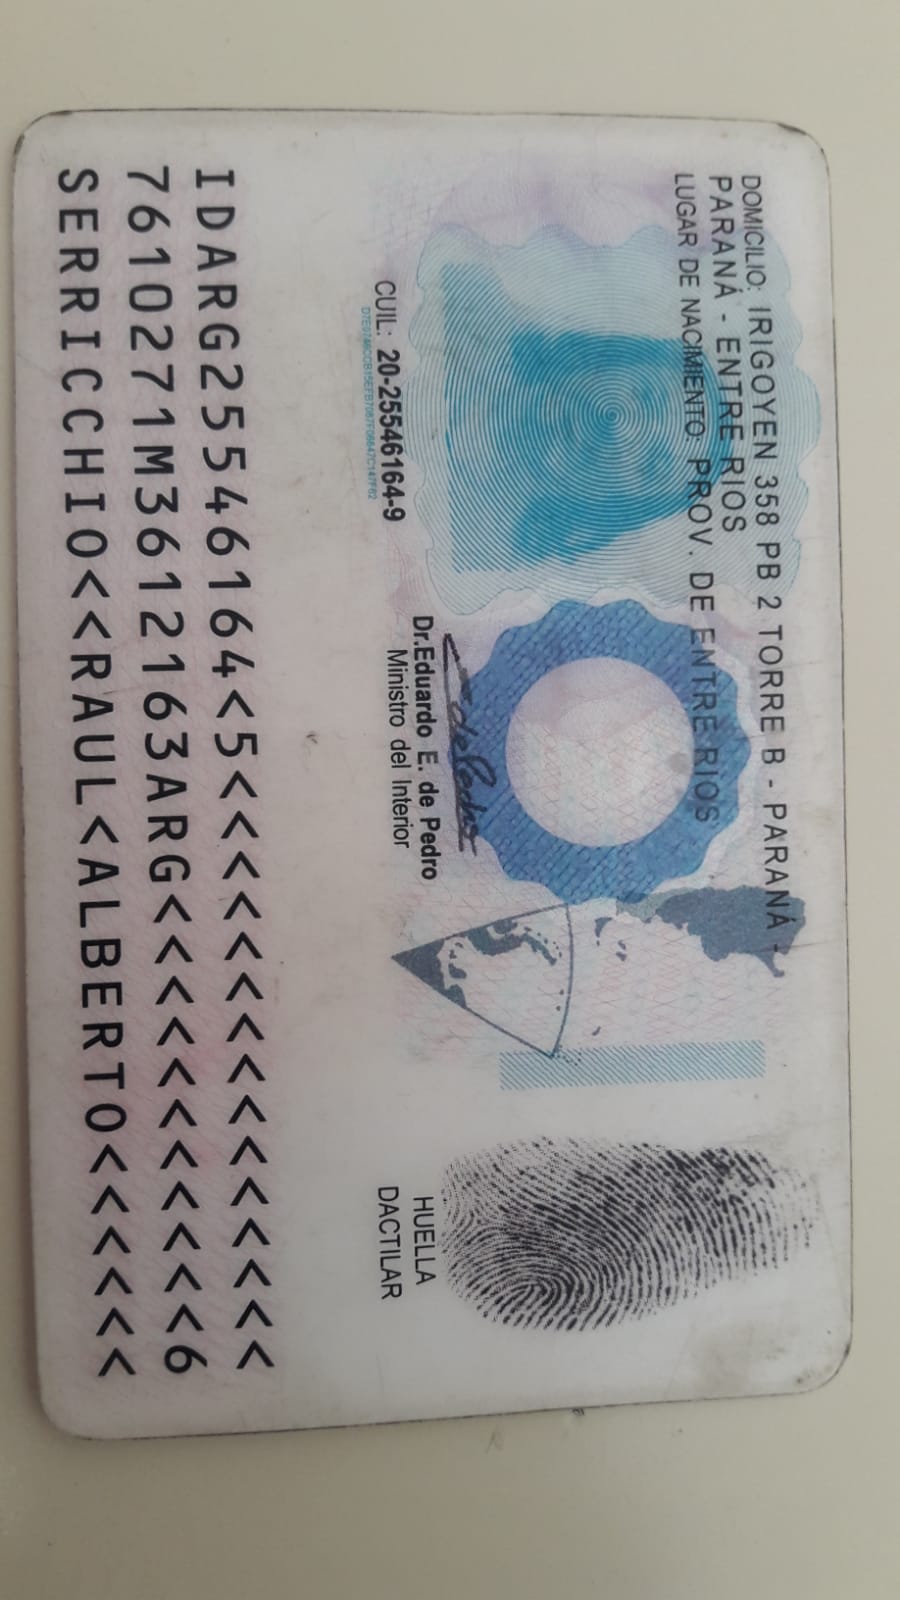 DOMICILIO: IRIGOYEN 358 PB 2 TORRE B - PARANÁ -
PARANÁ - ENTRE RIOS
LUGAR DE NACIMIENTO: PROV. DE ENTRE RIOS
CUIL: 20-25546164-9
Dr.Eduardo E. de Pedro
Ministro del Interior
HUELLA
DACTILAR
IDARG25546164<5<<<<<<<<<<<<<<<
7610271M3612163ARG<<<<<<<<<<<6
SERRICCHIO<<RAUL<ALBERTO<<<<<<